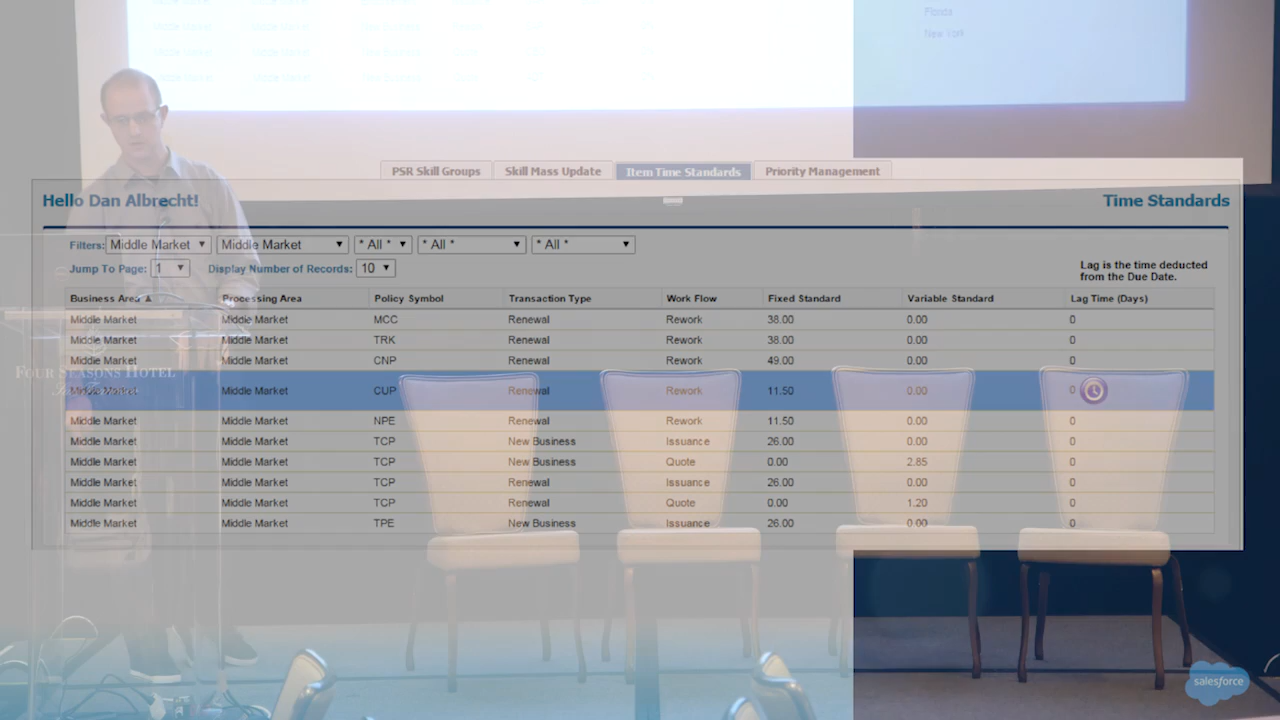 Florida
New York
PSR Skill Groups Skill Mass Update Item Time Standards Priority Management
Hello Dan Albrecht! Time Standards
Filters: Middle Market Middle Market * All * * All * * All *
Jump To Page: 1 Display Number of Records: 10
Lag is the time deducted
from the Due Date.
Business Area Processing Area Policy Symbol Transaction Type Work Flow Fixed Standard Variable Standard Lag Time (Days)
Middle Market Middle Market MCC Renewal Rework 38.00 0.00 0
Middle Market Middle Market TRK Renewal Rework 38.00 0.00 0
Middle Market Middle Market CNP Renewal Rework 49.00 0.00 0
Middle Market Middle Market CUP Renewal Rework 11.50 0.00 0
Middle Market Middle Market NPE Renewal Rework 11.50 0.00 0
Middle Market Middle Market TCP New Business Issuance 26.00 0.00 0
Middle Market Middle Market TCP New Business Quote 0.00 2.85 0
Middle Market Middle Market TCP Renewal Issuance 26.00 0.00 0
Middle Market Middle Market TCP Renewal Quote 0.00 1.20 0
Middle Market Middle Market TPE New Business Issuance 26.00 0.00 0
FOUR SEASONS HOTEL
salesforce